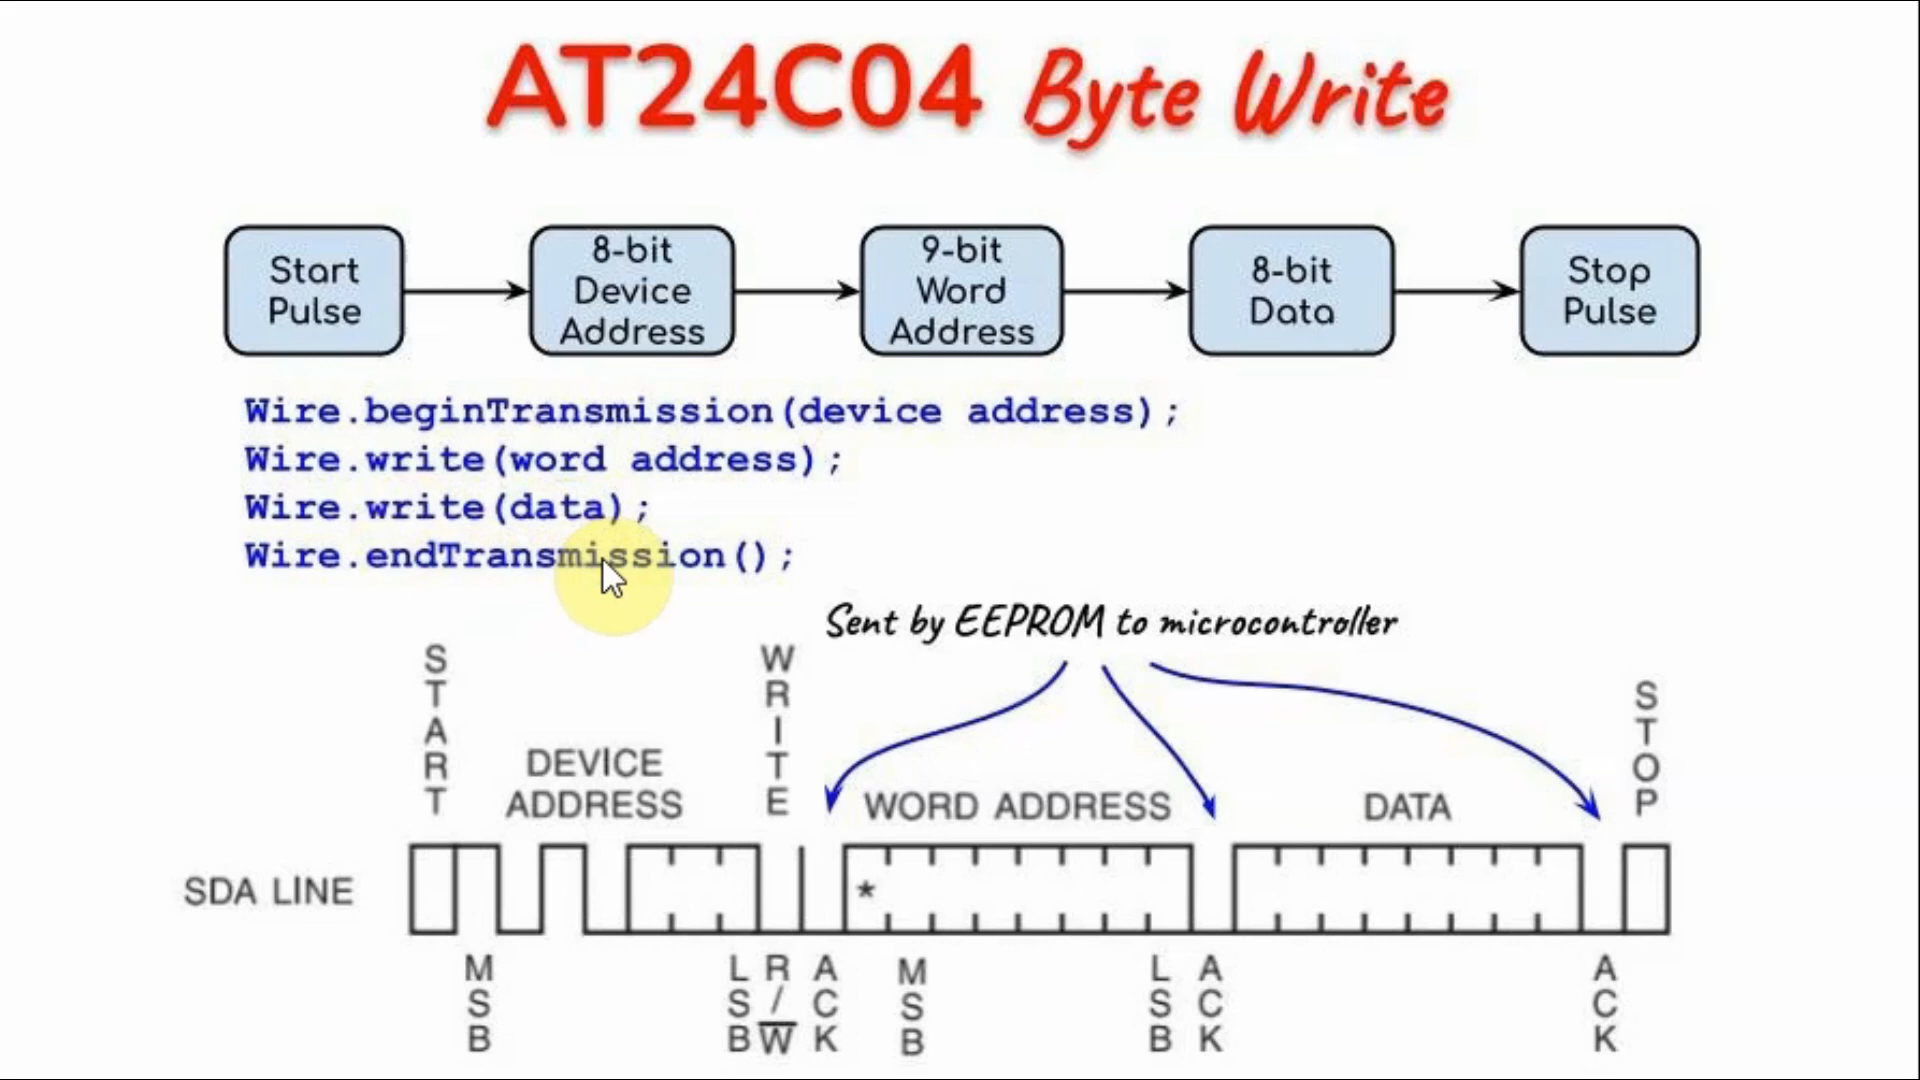 AT24C04 Byte Write
Start
Pulse
8-bit
Device
Address
9-bit
Word
Address
8-bit
Data
Stop
Pulse
Wire.beginTransmission(device address);
Wire.write(word address);
Wire.write(data);
Wire.endTransmission();
Sent by EEPROM to microcontroller
START
DEVICE
ADDRESS
WRITE
WORD ADDRESS
DATA
STOP
SDA LINE
*
MSB
LSB
R/W
ACK
MSB
LSB
ACK
ACK